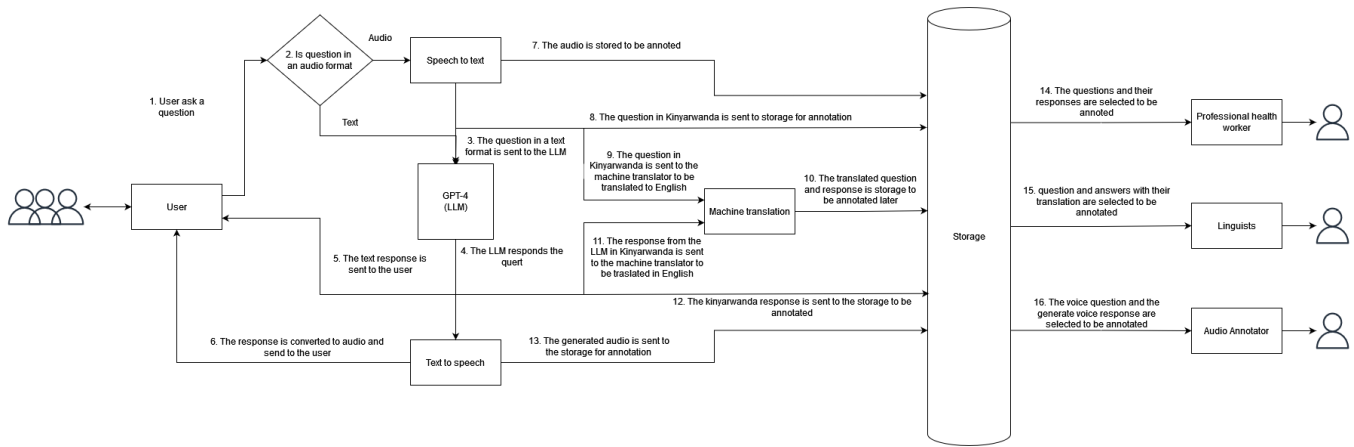 1. User ask a
question
2. Is question in
an audio format
Audio
Text
Speech to text
7. The audio is stored to be annoted
8. The question in Kinyarwanda is sent to storage for annotation
3. The question in a text
format is sent to the LLM
9. The question in
Kinyarwanda is sent to the
machine translator to be
translated to English
GPT-4
(LLM)
User
Machine translation
10. The translated question
and response is storage to
be annotated later
4. The LLM responds the
quert
5. The text response is
sent to the user
11. The response from the
LLM in Kinyarwanda is sent
to the machine translator to
be traslated in English
12. The kinyarwanda response is sent to the storage to be
annotated
6. The response is converted to audio and
send to the user
Text to speech
13. The generated audio is sent to
the storage for annotation
Storage
14. The questions and their
responses are selected to be
annoted
Professional health
worker
15. question and answers with their
translation are selected to be
annotated
Linguists
16. The voice question and the
generate voice response are
selected to be annotated
Audio Annotator